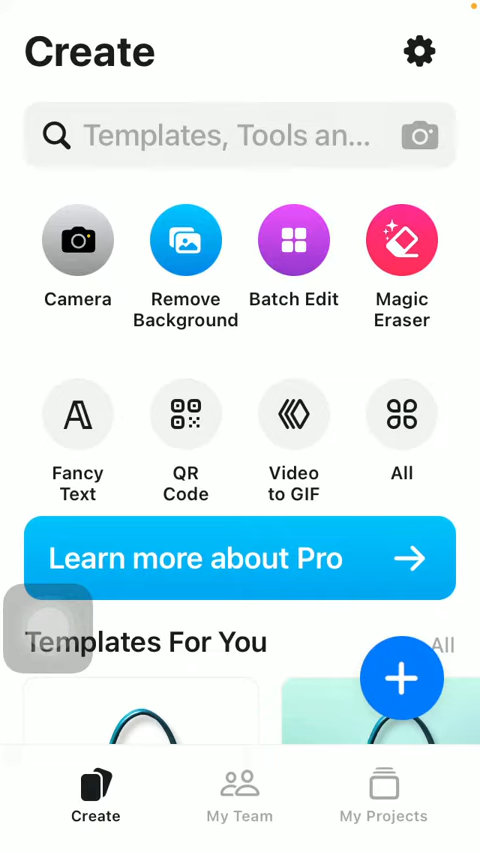 Create
Templates, Tools an...
Camera
Remove
Background
Batch Edit
Magic
Eraser
Fancy
Text
QR
Code
Video
to GIF
All
Learn more about Pro
Templates For You
All
Create
My Team
My Projects